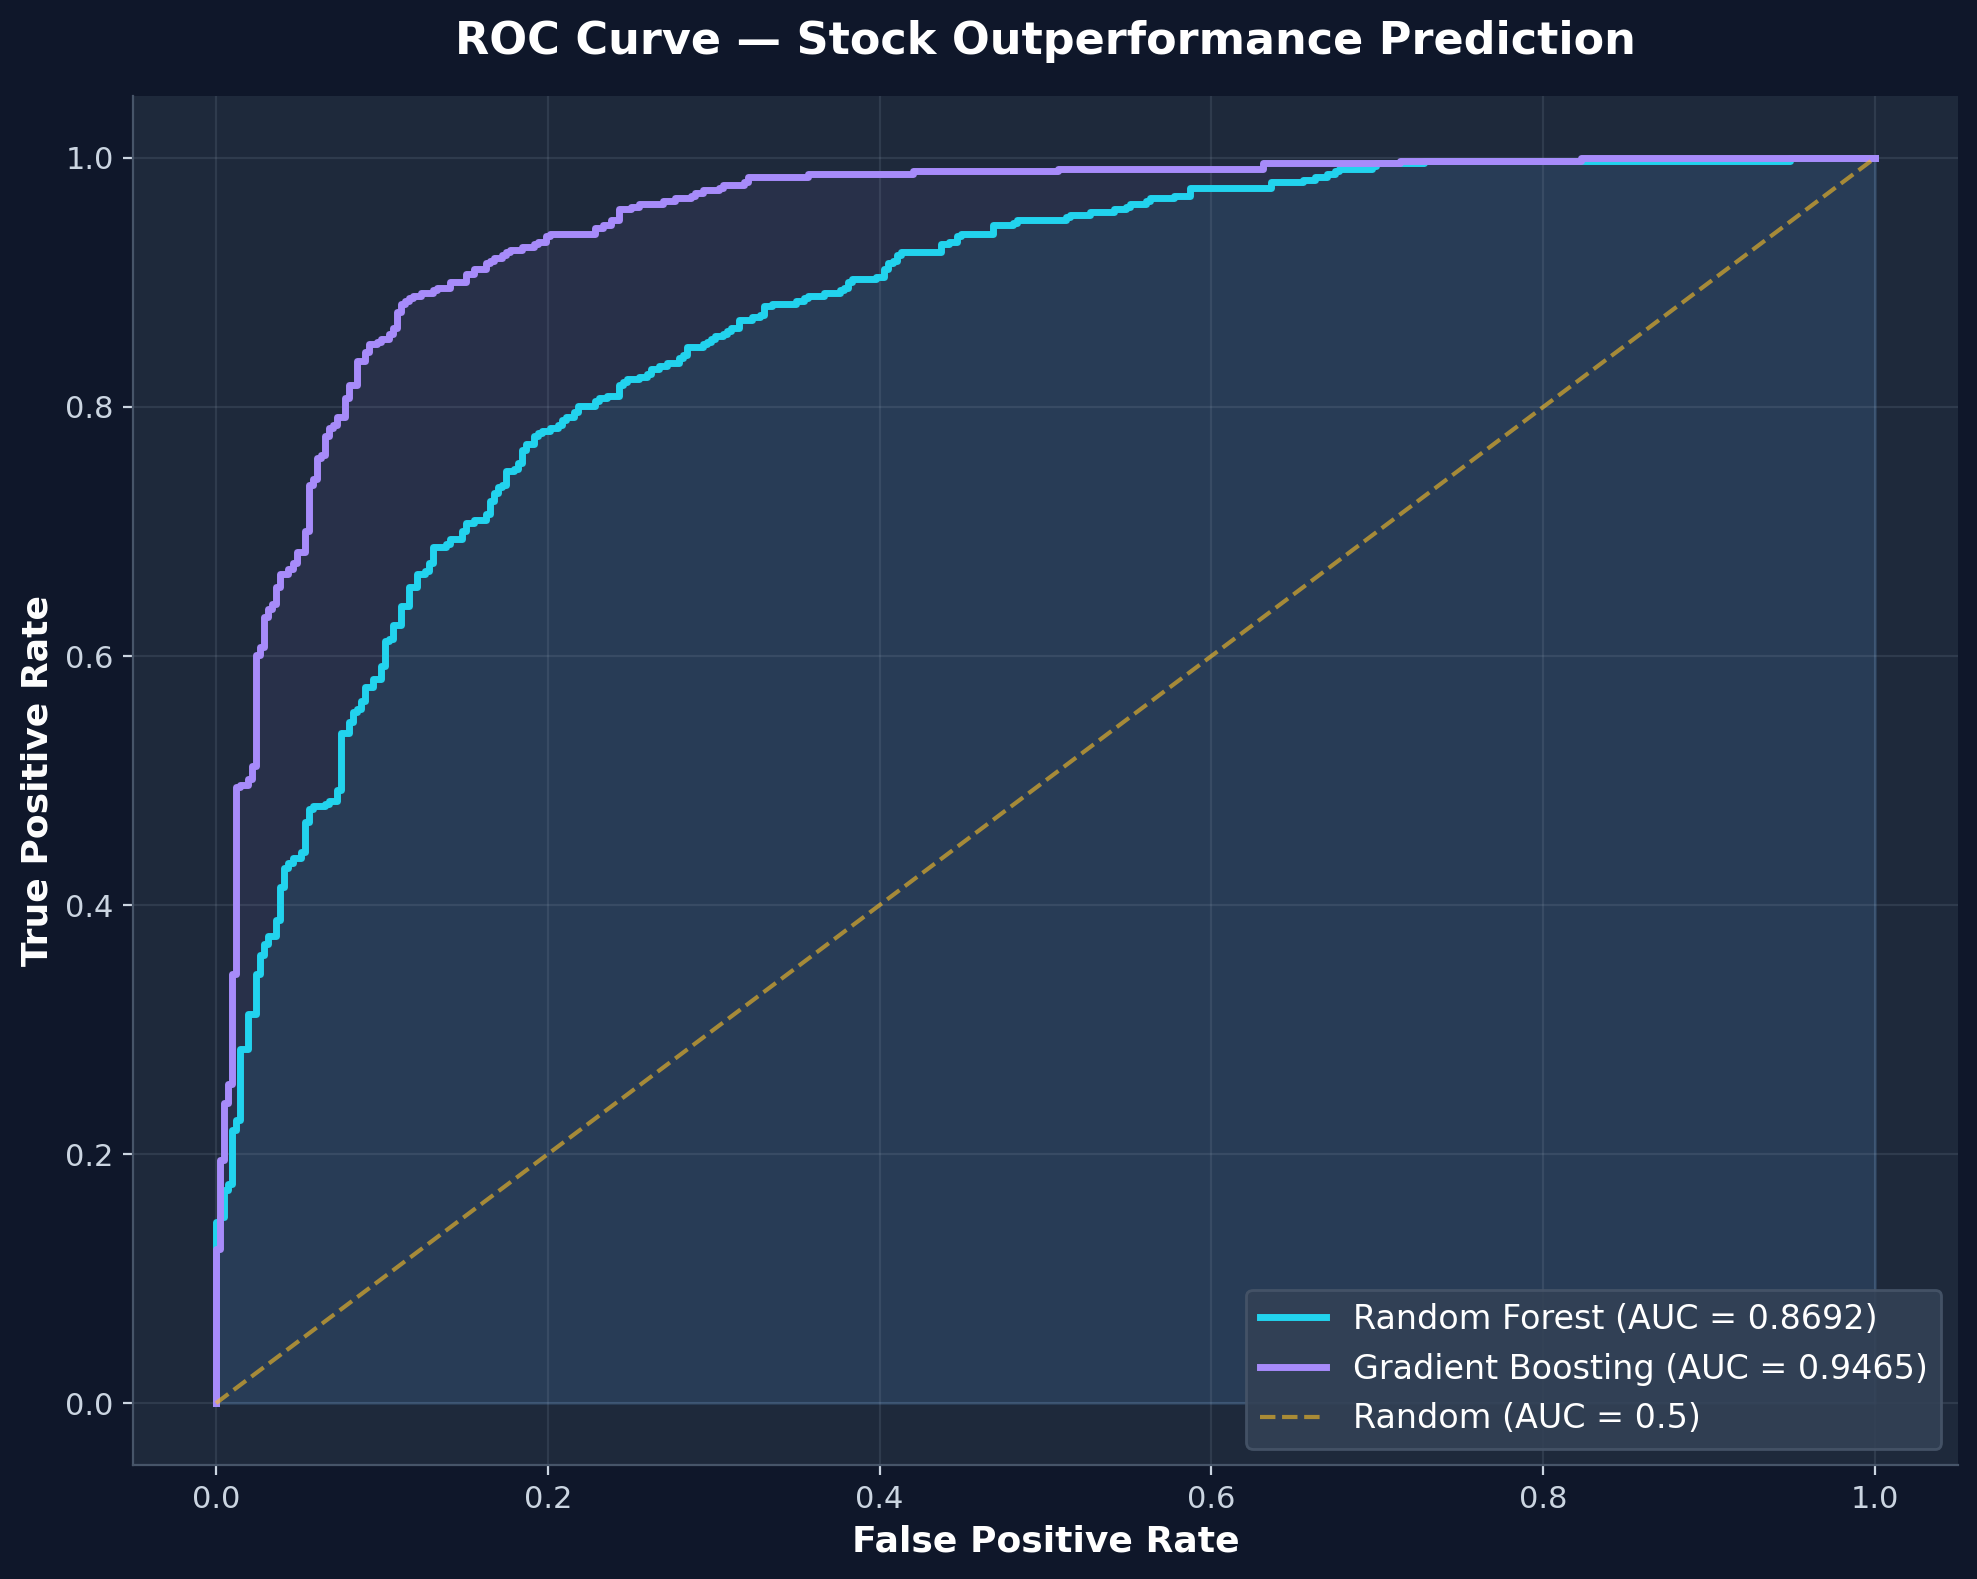 ROC Curve — Stock Outperformance Prediction
True Positive Rate
1.0
0.8
0.6
0.4
0.2
0.0
0.0 0.2 0.4 0.6 0.8 1.0
False Positive Rate
Random Forest (AUC = 0.8692)
Gradient Boosting (AUC = 0.9465)
Random (AUC = 0.5)